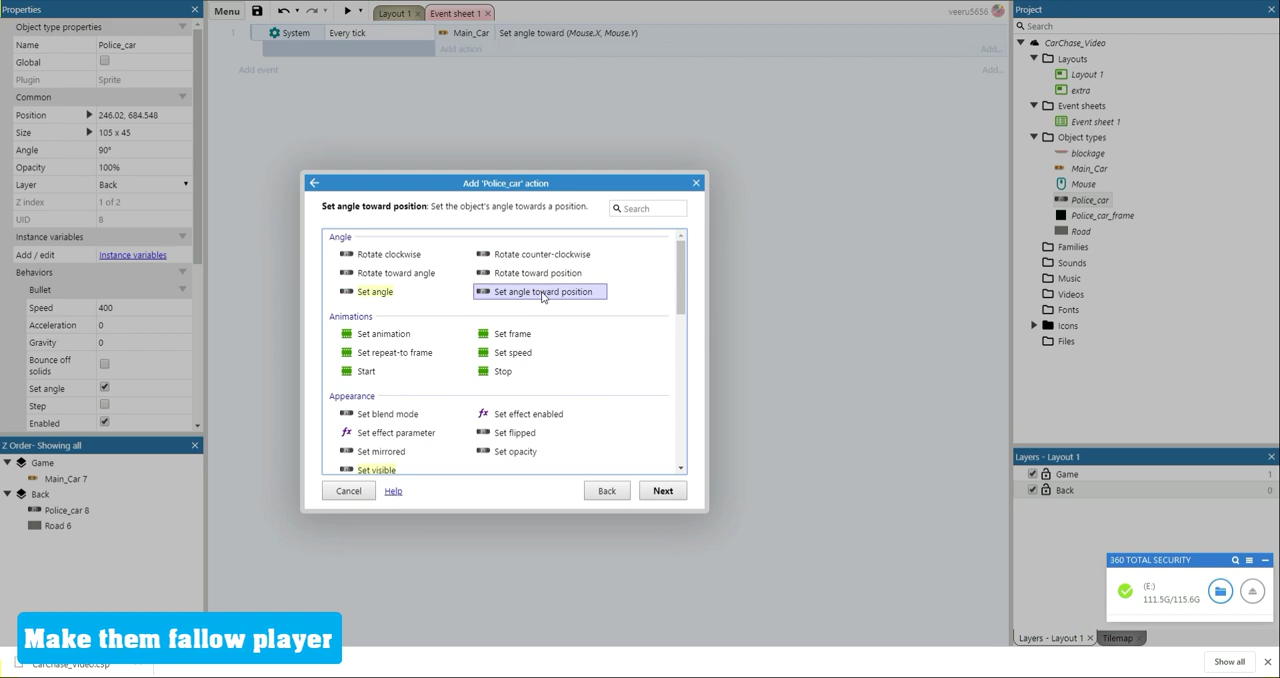 Properties
Object type properties
Name Police_car
Global
Plugin Sprite
Common
Position 246.02, 684.548
Size 105 x 45
Angle 90°
Opacity 100%
Layer Back
Z index 1 of 2
UID 8
Instance variables
Add / edit Instance variables
Behaviors
Bullet
Speed 400
Acceleration 0
Gravity 0
Bounce off
solids
Set angle
Step
Enabled
Z Order- Showing all
Game
Main_Car 7
Back
Police_car 8
Road 6
Menu
Layout 1
Event sheet 1
veeru5656
1 System Every tick Main_Car Set angle toward (Mouse.X, Mouse.Y)
Add action Add...
Add event Add...
Add 'Police_car' action
Set angle toward position: Set the object's angle towards a position.
Search
Angle
Rotate clockwise Rotate counter-clockwise
Rotate toward angle Rotate toward position
Set angle Set angle toward position
Animations
Set animation Set frame
Set repeat-to frame Set speed
Start Stop
Appearance
Set blend mode Set effect enabled
Set effect parameter Set flipped
Set mirrored Set opacity
Set visible
Cancel Help Back Next
Project
Search
CarChase_Video
Layouts
Layout 1
extra
Event sheets
Event sheet 1
Object types
blockage
Main_Car
Mouse
Police_car
Police_car_frame
Road
Families
Sounds
Music
Videos
Fonts
Icons
Files
Layers - Layout 1
Game 1
Back 0
360 TOTAL SECURITY
(E:)
111.5G/115.6G
Layers - Layout 1 Tilemap
Make them fallow player
CarChase_Video.c3p
Show all